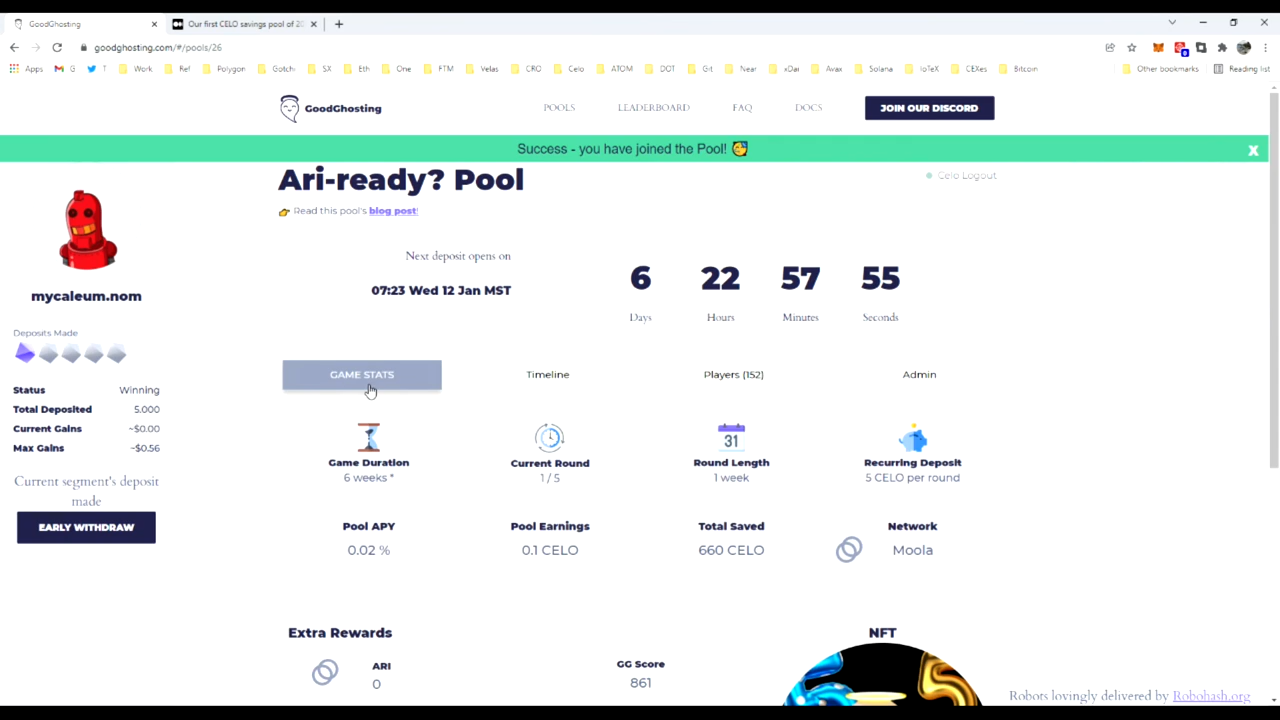 GoodGhosting
Our first CELO savings pool of 20
goodghosting.com/#/pools/26
Apps G T Work Ref Polygon Gotch SX Eth One FTM Melas CRO Celo ATOM DOT Git Near xDai Avax Solana IoTeX CEXes Bitcoin Other bookmarks Reading list
GoodGhosting POOLS LEADERBOARD FAQ DOCS JOIN OUR DISCORD
Success - you have joined the Pool! X
Ari-ready? Pool
Celo Logout
Read this pool's blog post!
Next deposit opens on
07:23 Wed 12 Jan MST
6 22 57 55
Days Hours Minutes Seconds
mycaleum.nom
Deposits Made
Status Winning
Total Deposited 5.000
Current Gains ~$0.00
Max Gains ~$0.56
Current segment's deposit
made
EARLY WITHDRAW
GAME STATS Timeline Players (152) Admin
31
Game Duration Current Round Round Length Recurring Deposit
6 weeks * 1 / 5 1 week 5 CELO per round
Pool APY Pool Earnings Total Saved Network
0.02 % 0.1 CELO 660 CELO Moola
Extra Rewards NFT
ARI GG Score
0 861
Robots lovingly delivered by Robohash.org